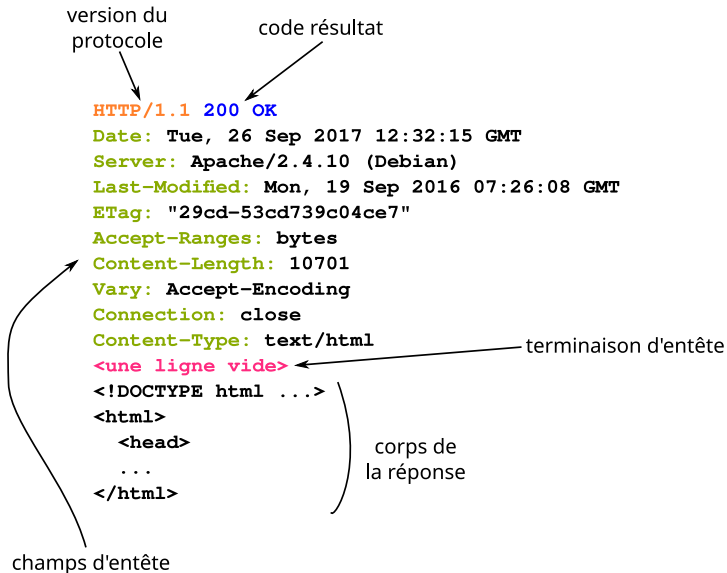 version du
protocole
code résultat
HTTP/1.1 200 OK
Date: Tue, 26 Sep 2017 12:32:15 GMT
Server: Apache/2.4.10 (Debian)
Last-Modified: Mon, 19 Sep 2016 07:26:08 GMT
ETag: "29cd-53cd739c04ce7"
Accept-Ranges: bytes
Content-Length: 10701
Vary: Accept-Encoding
Connection: close
Content-Type: text/html
<une ligne vide>
terminaison d'entête
<!DOCTYPE html ...>
<html>
<head>
...
</html>
corps de
la réponse
champs d'entête